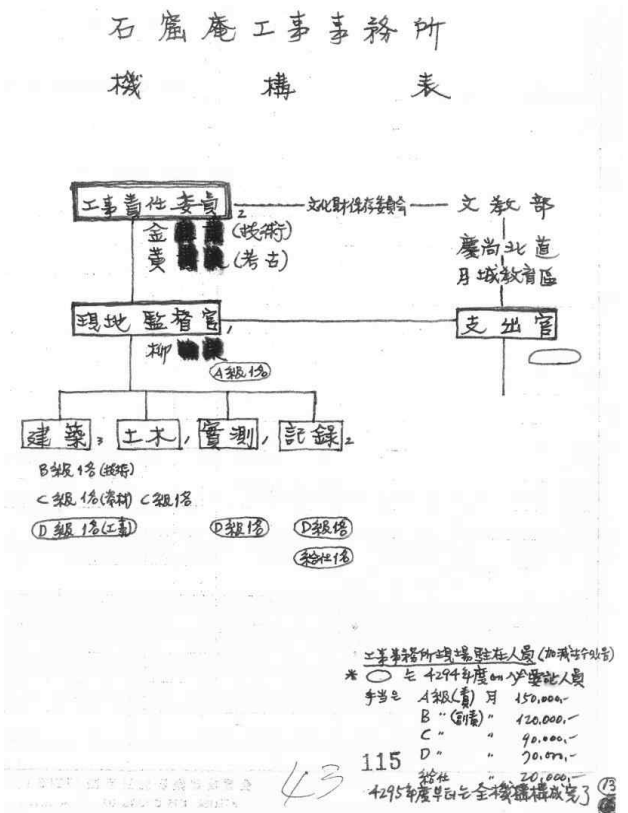 石窟庵工事事務所
機構表
工事責任委員 2 文化財保存委員会 文教部
金 (技術)
黃 (考古)
慶尚北道
月城敎育區
現地監督官, 支出官
柳
A級1名
建築, 3 土木, 實測, 記錄 2
B級1名(技術)
C級1名(資材) C級1名
D級1名(工事) D級1名 D級1名
給仕1名
工事事務所現場駐在人員(加減할수있음)
* ○는 4294年度에 必要한人員
手当는 A級(責) 月 150,000,-
B 〃 (副責) 〃 120,000,-
C 〃 〃 90,000,-
D 〃 〃 70,000,-
115
給仕 〃 20,000,-
43
4295年度부터는 全機構構成完了
13